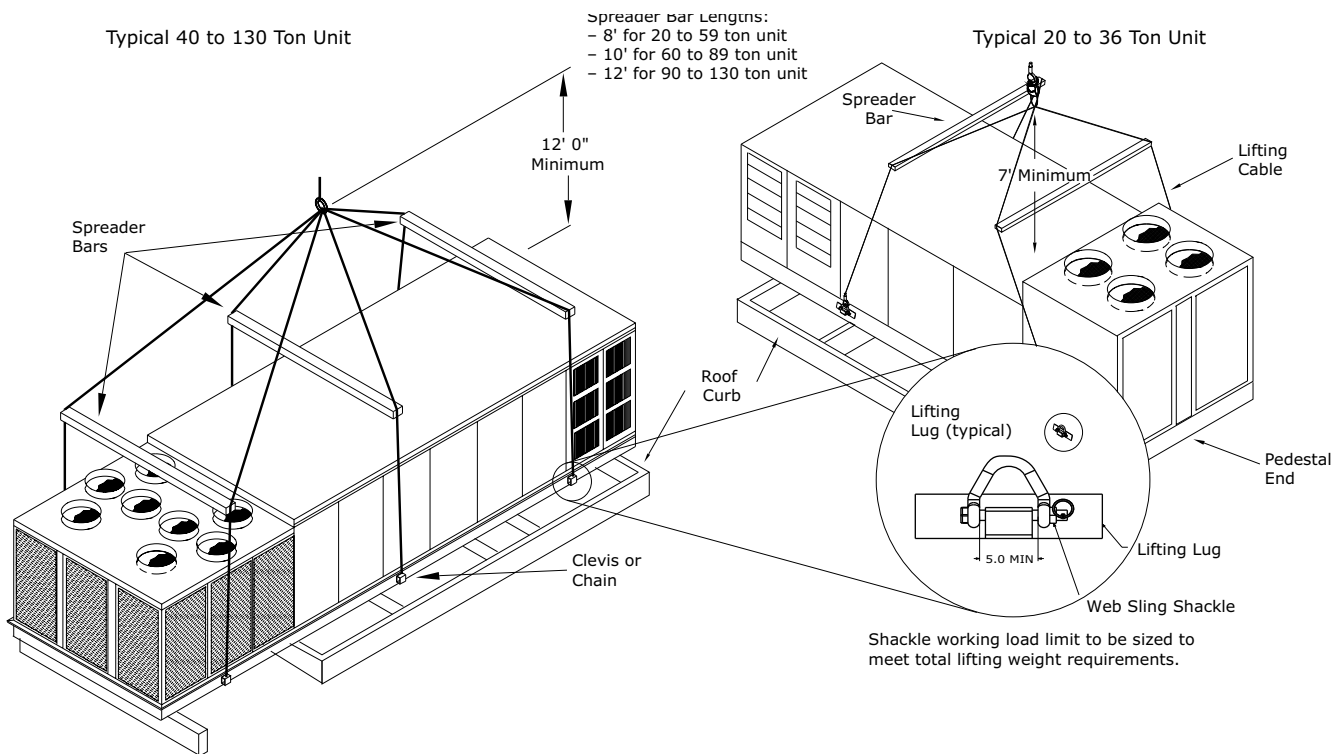 Typical 40 to 130 Ton Unit
Spreader Bar Lengths:
– 8' for 20 to 59 ton unit
– 10' for 60 to 89 ton unit
– 12' for 90 to 130 ton unit
Typical 20 to 36 Ton Unit
12' 0"
Minimum
Spreader
Bars
Spreader
Bar
7' Minimum
Lifting
Cable
Roof
Curb
Lifting
Lug (typical)
Pedestal
End
Clevis or
Chain
5.0 MIN
Lifting Lug
Web Sling Shackle
Shackle working load limit to be sized to
meet total lifting weight requirements.